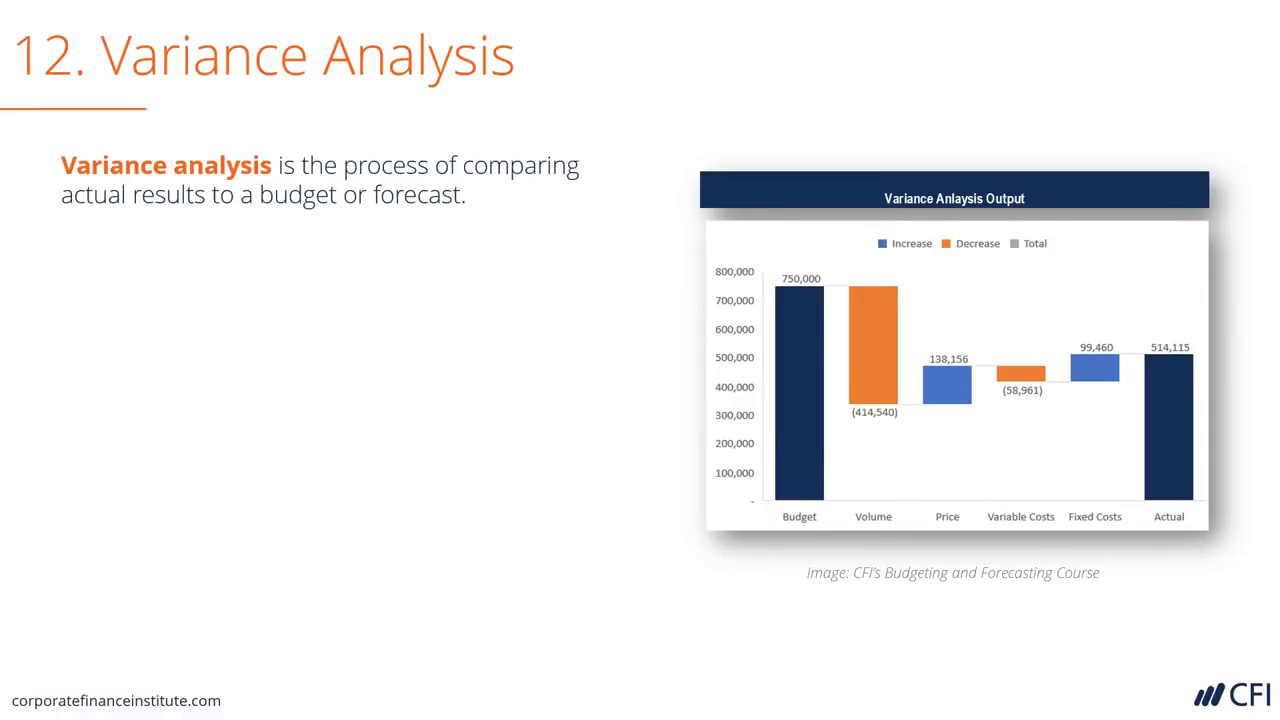 12. Variance Analysis
Variance analysis is the process of comparing
actual results to a budget or forecast.
Variance Anlaysis Output
Increase Decrease Total
800,000
700,000
600,000
500,000
400,000
300,000
200,000
100,000
-
750,000
(414,540)
138,156
(58,961)
99,460
514,115
Budget Volume Price Variable Costs Fixed Costs Actual
Image: CFI's Budgeting and Forecasting Course
corporatefinanceinstitute.com
CFI